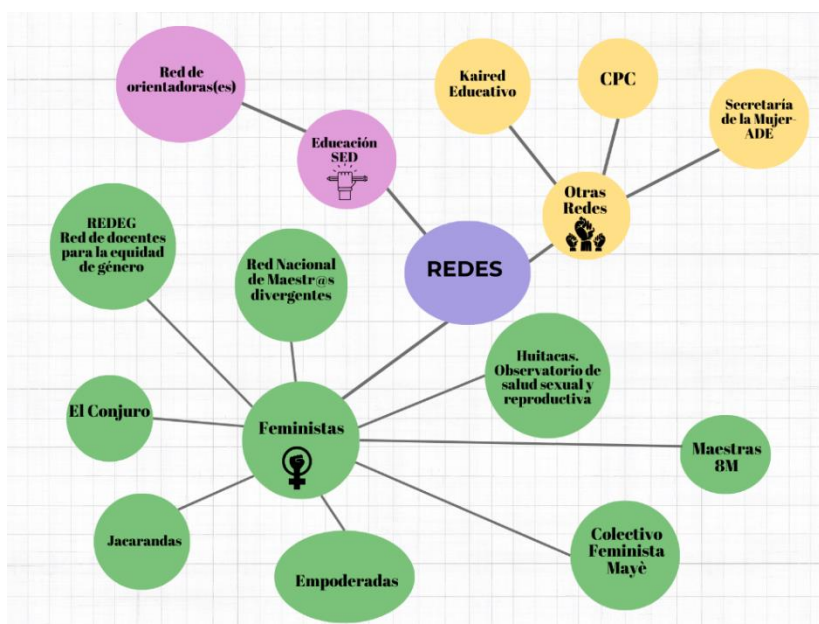 Red de
orientadoras(es)
Educación
SED
Kaired
Educativo
CPC
Secretaría
de la Mujer-
ADE
Otras
Redes
REDES
REDEG
Red de docentes
para la equidad
de género
Red Nacional
de Maestr@s
divergentes
Huitacas.
Observatorio de
salud sexual y
reproductiva
El Conjuro
Feministas
Maestras
8M
Jacarandas
Empoderadas
Colectivo
Feminista
Mayè